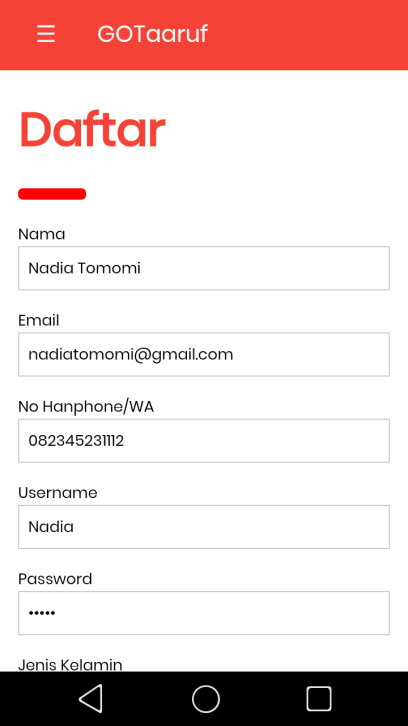 GOTaaruf
Daftar
Nama
Nadia Tomomi
Email
nadiatomomi@gmail.com
No Hanphone/WA
082345231112
Username
Nadia
Password
•••••
Jenis Kelamin